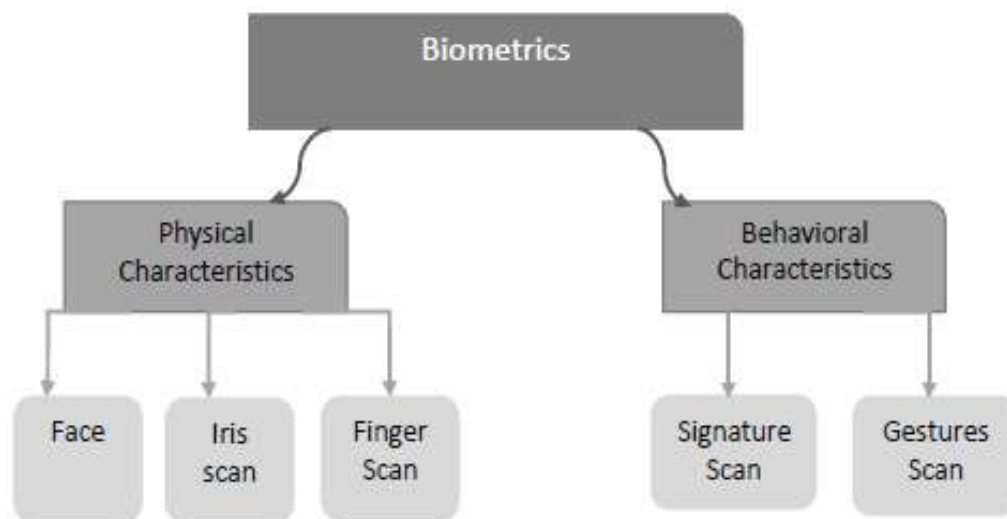 Biometrics
Physical
Characteristics
Behavioral
Characteristics
Face
Iris
scan
Finger
Scan
Signature
Scan
Gestures
Scan